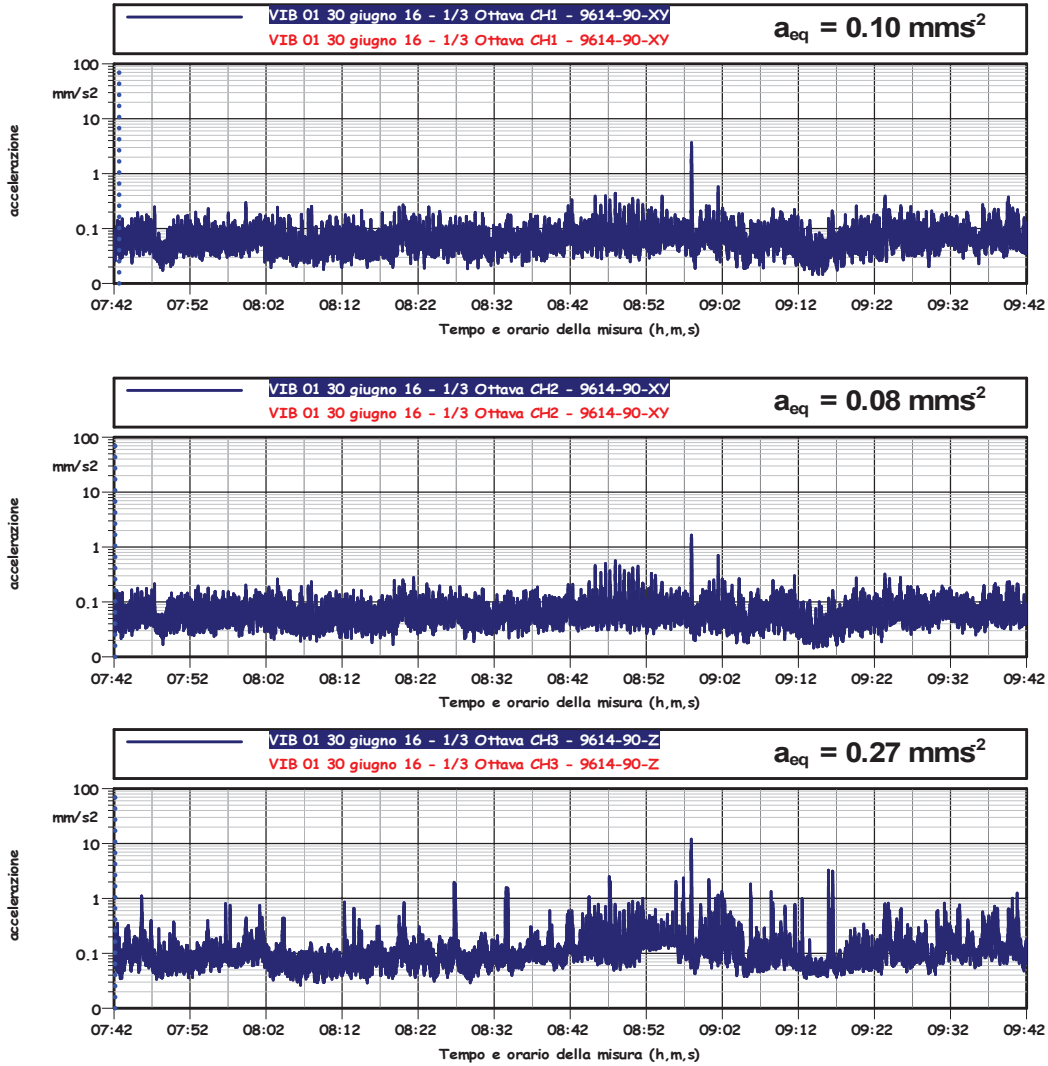 VIB 01 30 giugno 16 - 1/3 Ottava CH1 - 9614-90-XY
VIB 01 30 giugno 16 - 1/3 Ottava CH1 - 9614-90-XY
aeq = 0.10 mms-2
100
mm/s2
10
1
0.1
0
accelerazione
07:42 07:52 08:02 08:12 08:22 08:32 08:42 08:52 09:02 09:12 09:22 09:32 09:42
Tempo e orario della misura (h,m,s)
VIB 01 30 giugno 16 - 1/3 Ottava CH2 - 9614-90-XY
VIB 01 30 giugno 16 - 1/3 Ottava CH2 - 9614-90-XY
aeq = 0.08 mms-2
100
mm/s2
10
1
0.1
0
accelerazione
07:42 07:52 08:02 08:12 08:22 08:32 08:42 08:52 09:02 09:12 09:22 09:32 09:42
Tempo e orario della misura (h,m,s)
VIB 01 30 giugno 16 - 1/3 Ottava CH3 - 9614-90-Z
VIB 01 30 giugno 16 - 1/3 Ottava CH3 - 9614-90-Z
aeq = 0.27 mms-2
100
mm/s2
10
1
0.1
0
accelerazione
07:42 07:52 08:02 08:12 08:22 08:32 08:42 08:52 09:02 09:12 09:22 09:32 09:42
Tempo e orario della misura (h,m,s)